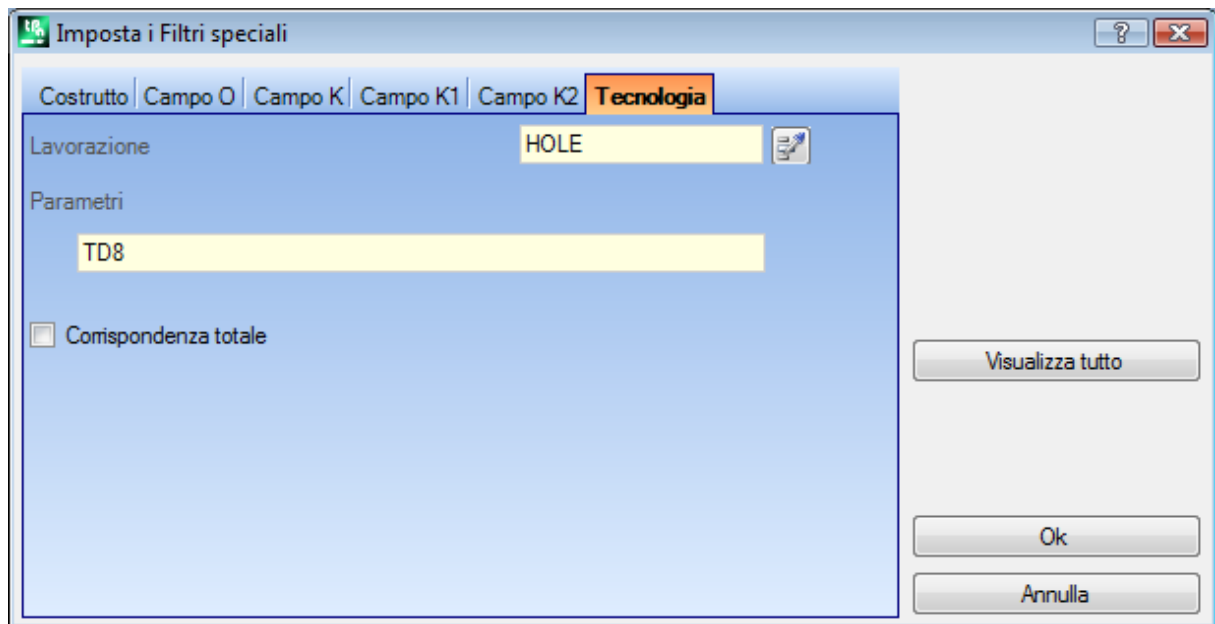 Imposta i Filtri speciali
Costrutto Campo O Campo K Campo K1 Campo K2 Tecnologia
Lavorazione HOLE
Parametri
TD8
Corrispondenza totale
Visualizza tutto
Ok
Annulla